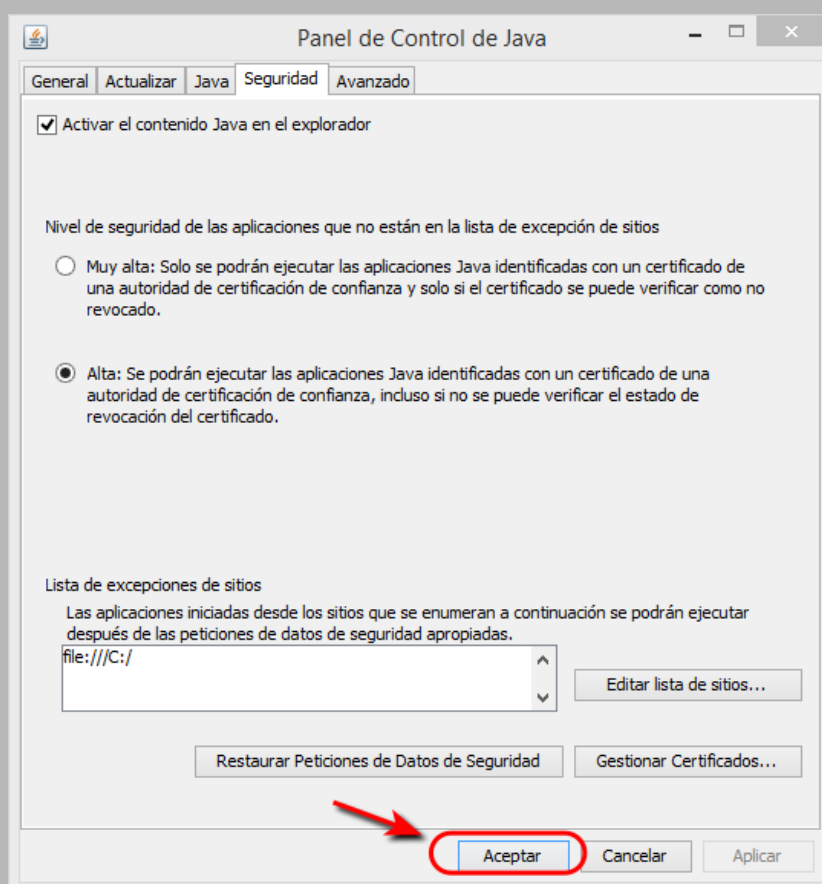 Panel de Control de Java
General Actualizar Java Seguridad Avanzado
Activar el contenido Java en el explorador
Nivel de seguridad de las aplicaciones que no están en la lista de excepción de sitios
Muy alta: Solo se podrán ejecutar las aplicaciones Java identificadas con un certificado de
una autoridad de certificación de confianza y solo si el certificado se puede verificar como no
revocado.
Alta: Se podrán ejecutar las aplicaciones Java identificadas con un certificado de una
autoridad de certificación de confianza, incluso si no se puede verificar el estado de
revocación del certificado.
Lista de excepciones de sitios
Las aplicaciones iniciadas desde los sitios que se enumeran a continuación se podrán ejecutar
después de las peticiones de datos de seguridad apropiadas.
file:///C:/
Editar lista de sitios...
Restaurar Peticiones de Datos de Seguridad Gestionar Certificados...
Aceptar Cancelar Aplicar